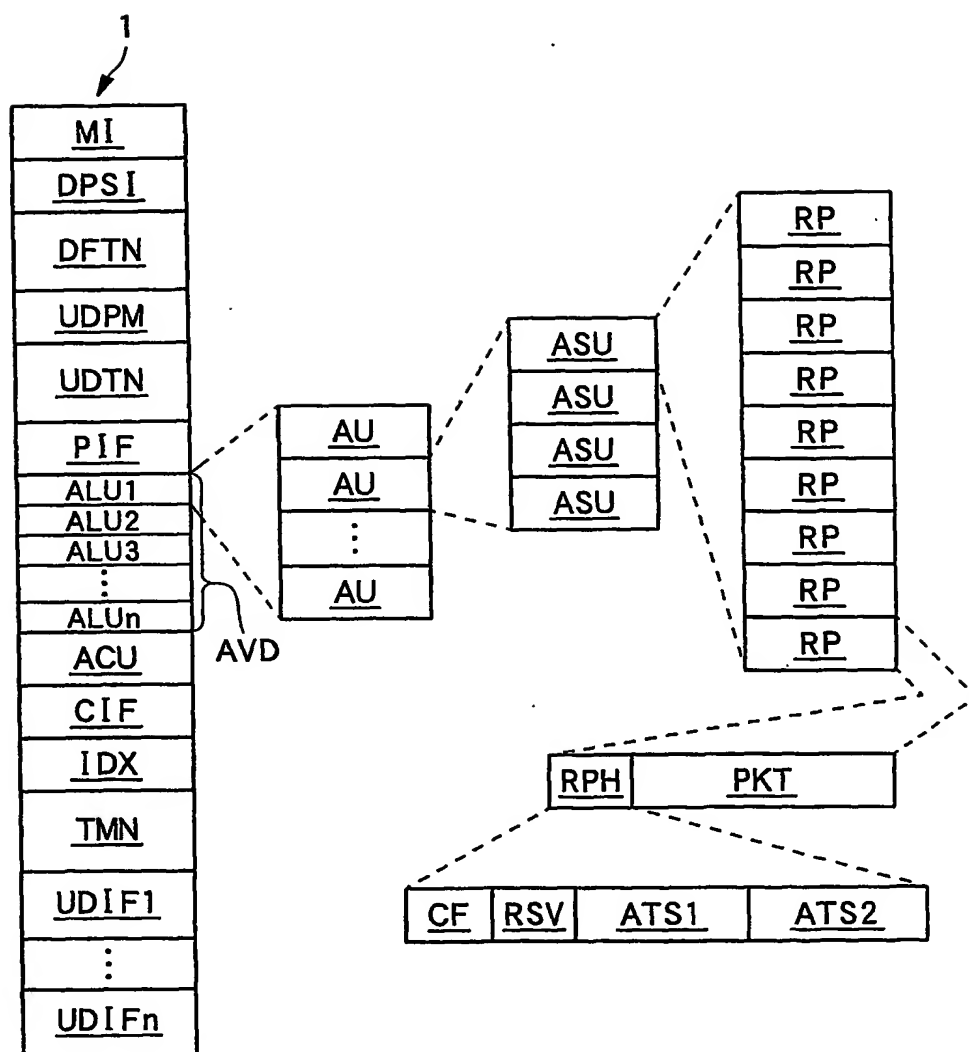 1
MI
DPSI
DFTN
UDPM
UDTN
PIF
ALU1
ALU2
ALU3
⋮
ALUn
AVD
ACU
CIF
IDX
TMN
UDIF1
⋮
UDIFn
AU
AU
⋮
AU
ASU
ASU
ASU
ASU
RP
RP
RP
RP
RP
RP
RP
RP
RP
RPH PKT
CF RSV ATS1 ATS2